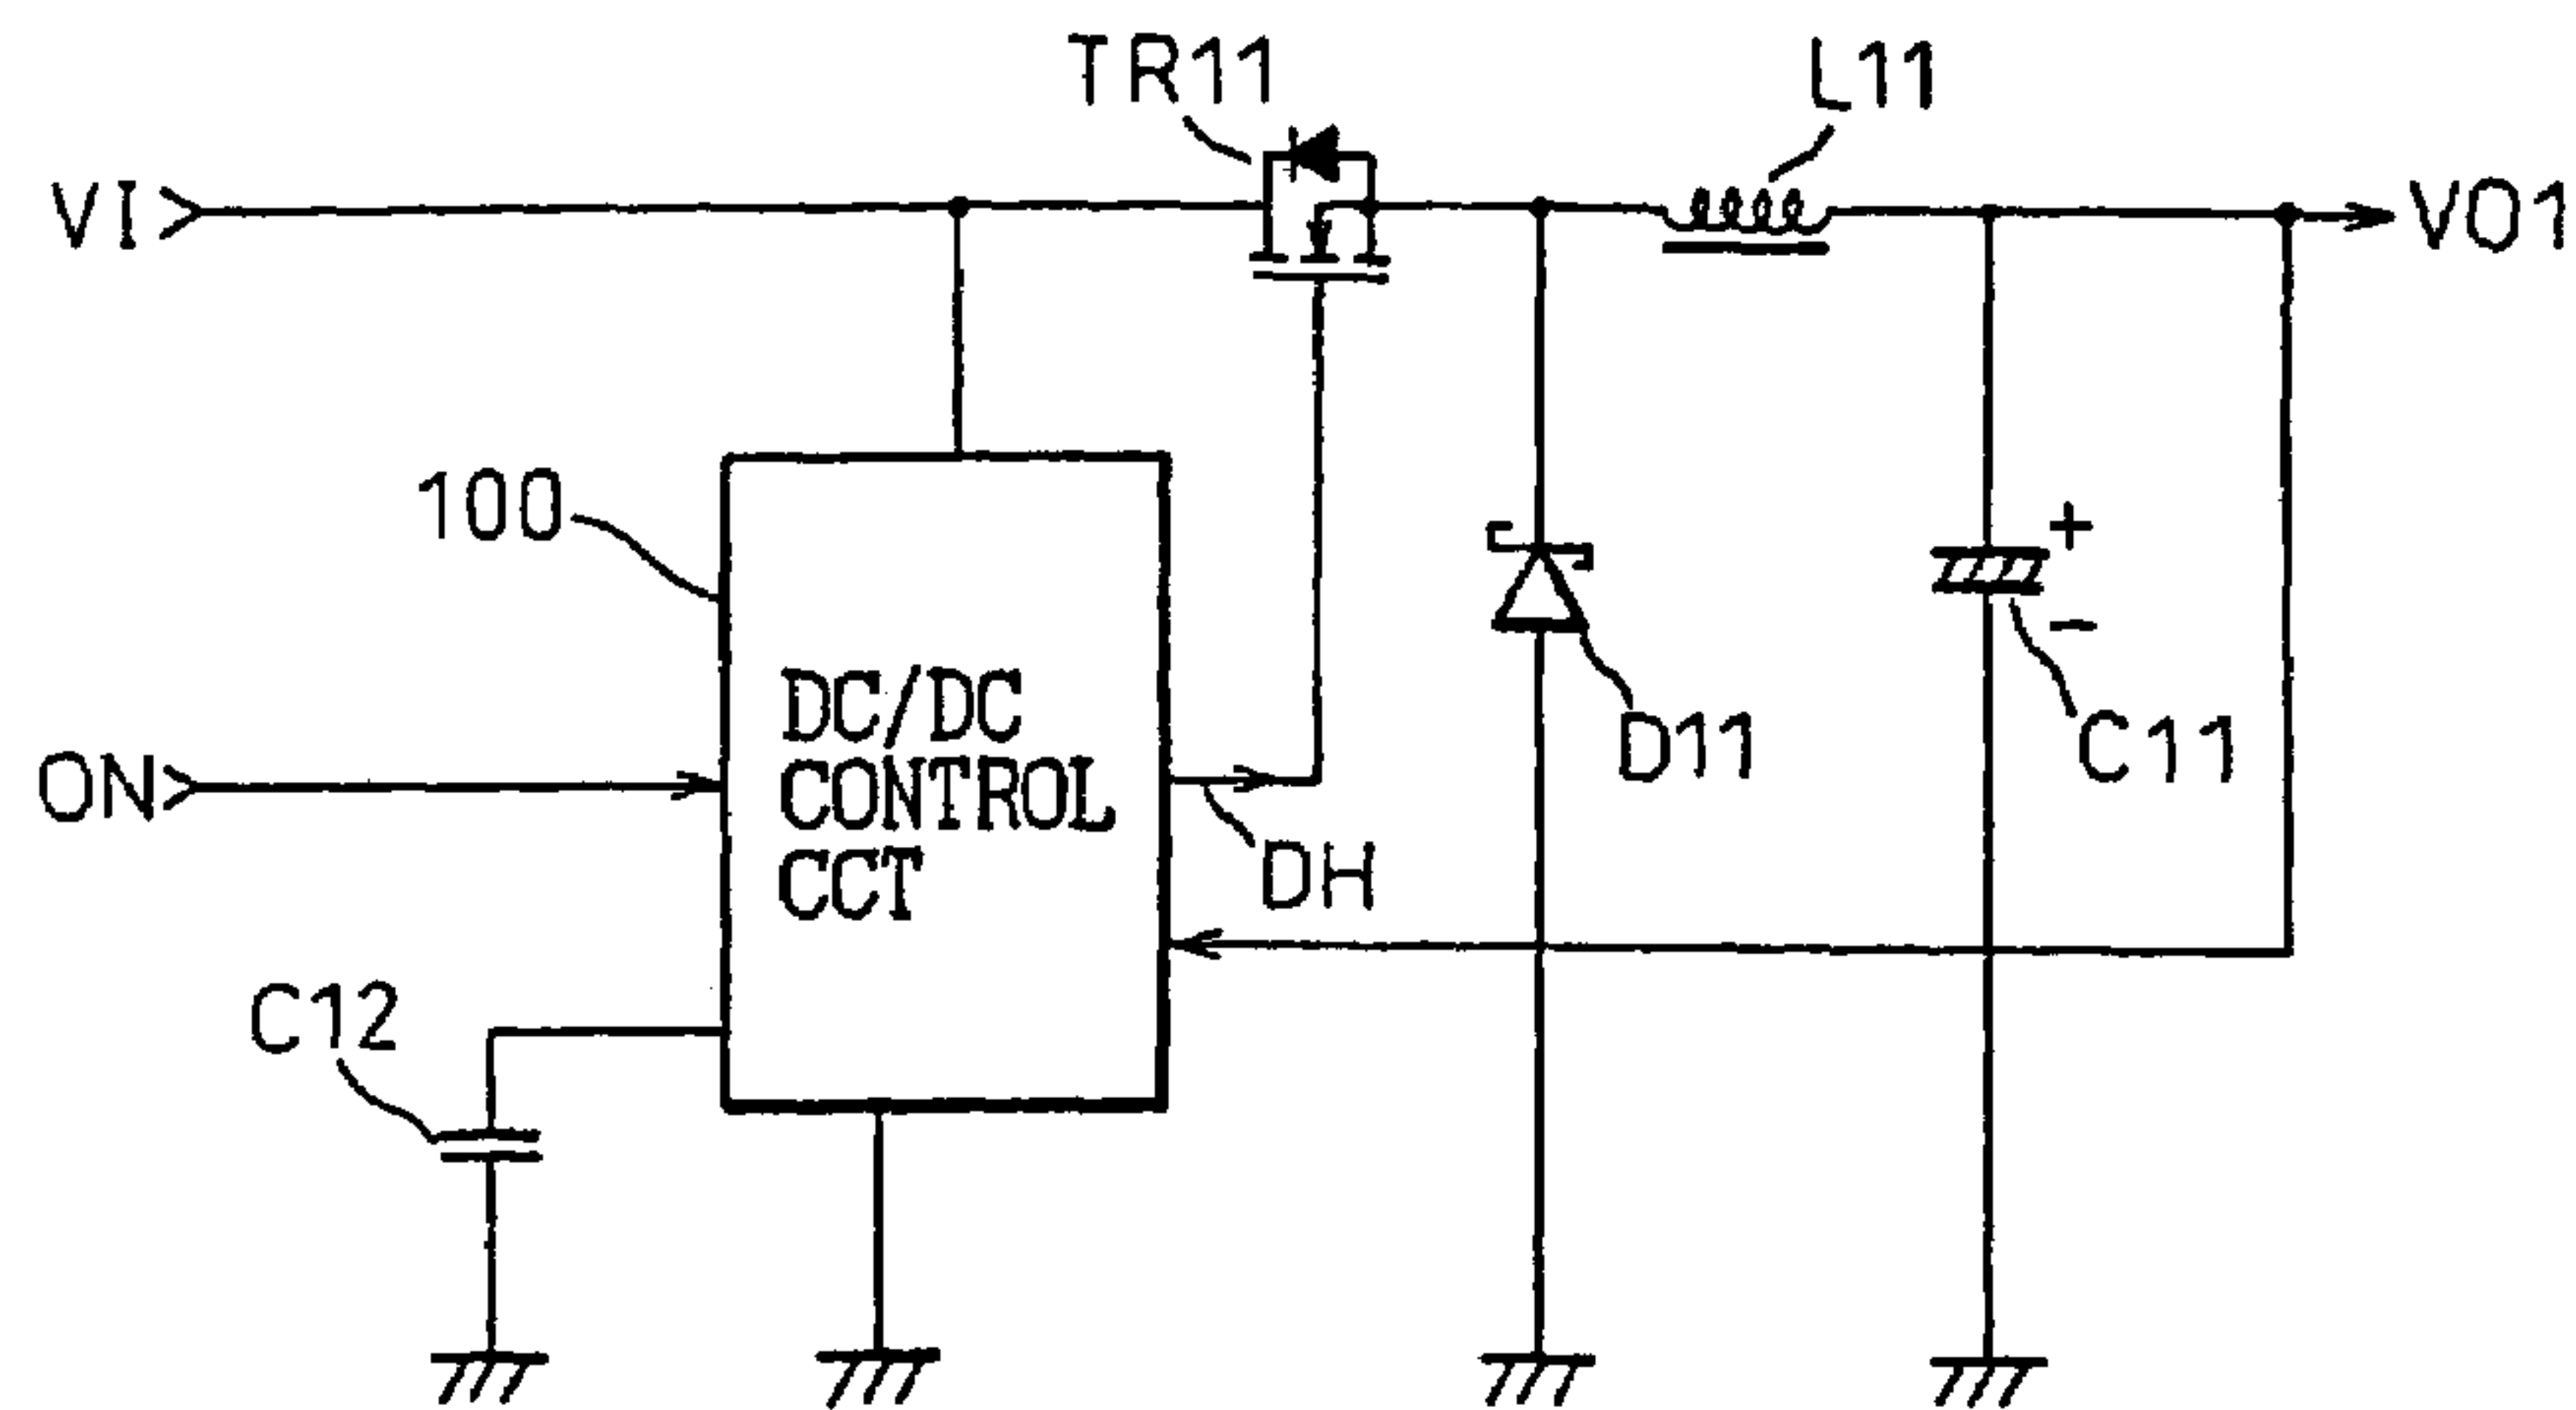 TR11
L11
VI
VO1
100
+
-
DC/DC
CONTROL
CCT
D11
C11
ON
DH
C12